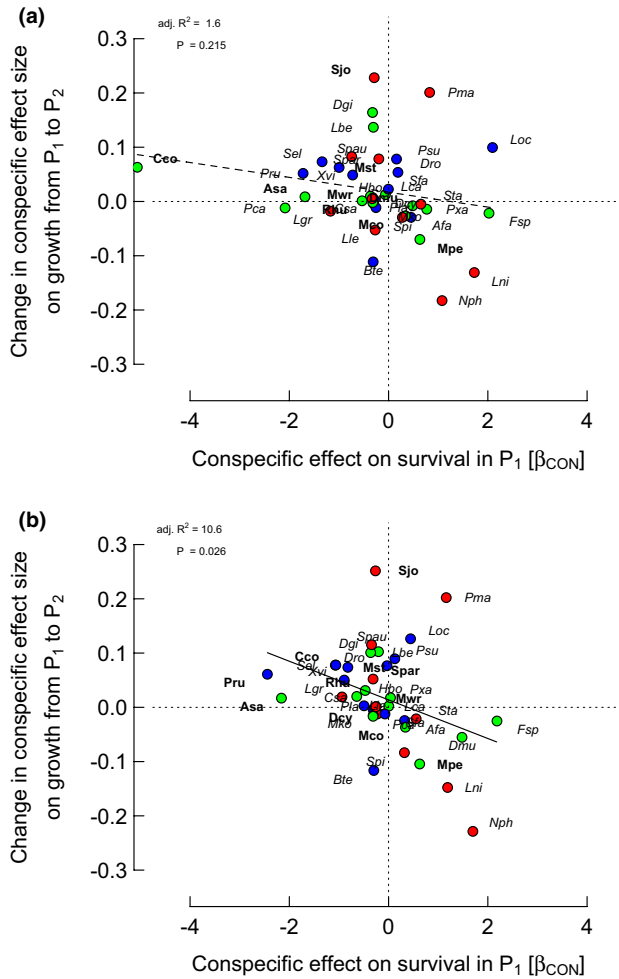 (a)
adj. R² = 1.6
P = 0.215
Change in conspecific effect size
on growth from P₁ to P₂
0.3
0.2
0.1
0.0
-0.1
-0.2
-0.3
Sjo
Pma
Dgi
Lbe
Loc
Sel
Spau
Psu
Cco
Spar
Dro
Pru
Xvi
Mst
Sfa
Asa
Hbo
Lca
Mwr
Sta
Pca
Rhu
Csa
Pxa
Lgr
Mco
Spi
Afa
Fsp
Lle
Mpe
Bte
Lni
Nph
-4
-2
0
2
4
Conspecific effect on survival in P₁ [βCON]
(b)
adj. R² = 10.6
P = 0.026
Change in conspecific effect size
on growth from P₁ to P₂
0.3
0.2
0.1
0.0
-0.1
-0.2
-0.3
Sjo
Pma
Loc
Dgi
Spau
Lbe
Psu
Cco
Dro
Sel
Xvi
Mst
Spar
Pru
Rhu
Lgr
Hbo
Pxa
Asa
Csa
Mwr
Pla
Lca
Sta
Dcy
Mko
Afa
Fsp
Mco
Dmu
Spi
Mpe
Bte
Lni
Nph
-4
-2
0
2
4
Conspecific effect on survival in P₁ [βCON]